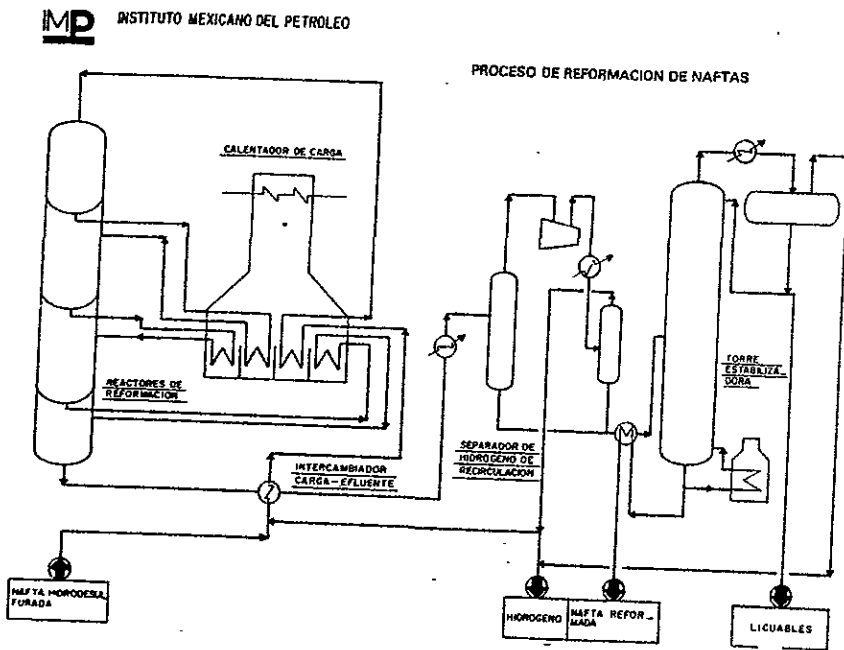 IMP
INSTITUTO MEXICANO DEL PETROLEO
PROCESO DE REFORMACION DE NAFTAS
CALENTADOR DE CARGA
REACTORES DE
REFORMACION
INTERCAMBIADOR
CARGA-EFLUENTE
SEPARADOR DE
HIDROGENO DE
RECIRCULACION
TORRE
ESTABILIZA_
DORA
NAFTA HIDRODESUL_
FURADA
HIDROGENO
NAFTA REFOR_
MADA
LICUABLES